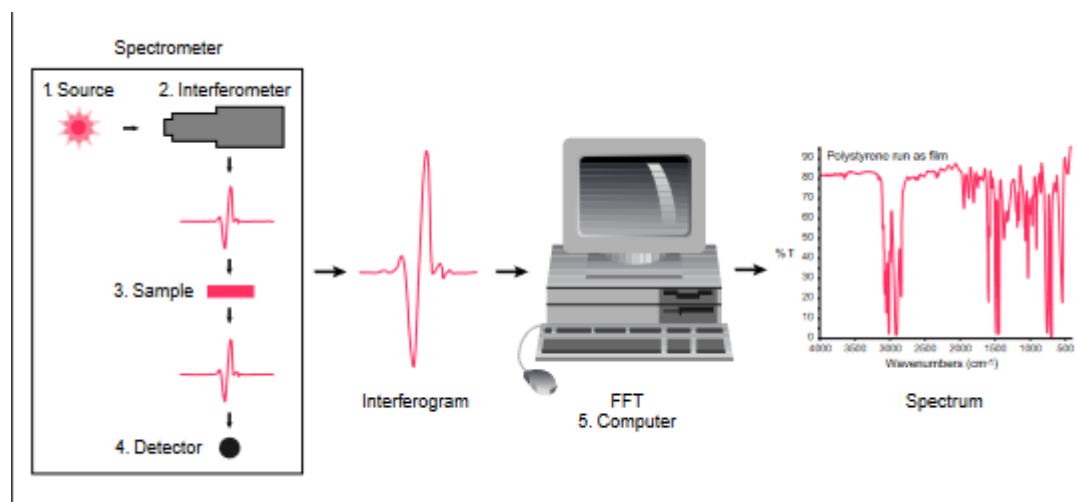 Spectrometer
1. Source
2. Interferometer
3. Sample
4. Detector
Interferogram
FFT
5. Computer
Polystyrene run as film
% T
90
80
70
60
50
40
30
20
10
0
4000 3500 3000 2500 2000 1500 1000 500
Wavenumbers (cm-1)
Spectrum